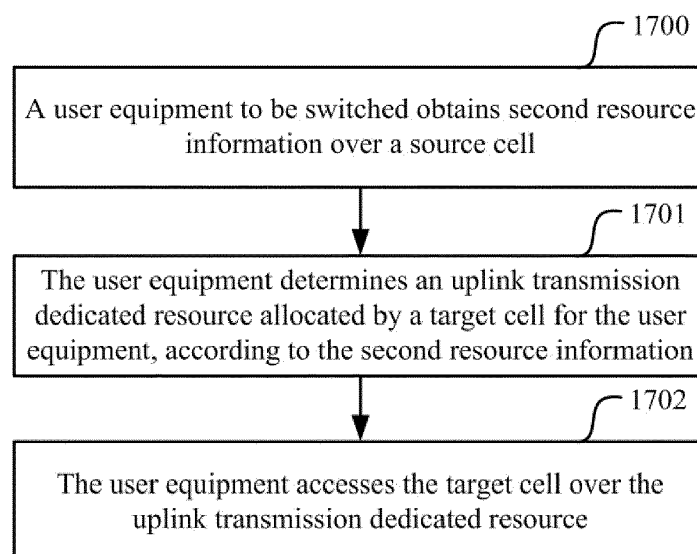 1700
A user equipment to be switched obtains second resource
information over a source cell
1701
The user equipment determines an uplink transmission
dedicated resource allocated by a target cell for the user
equipment, according to the second resource information
1702
The user equipment accesses the target cell over the
uplink transmission dedicated resource